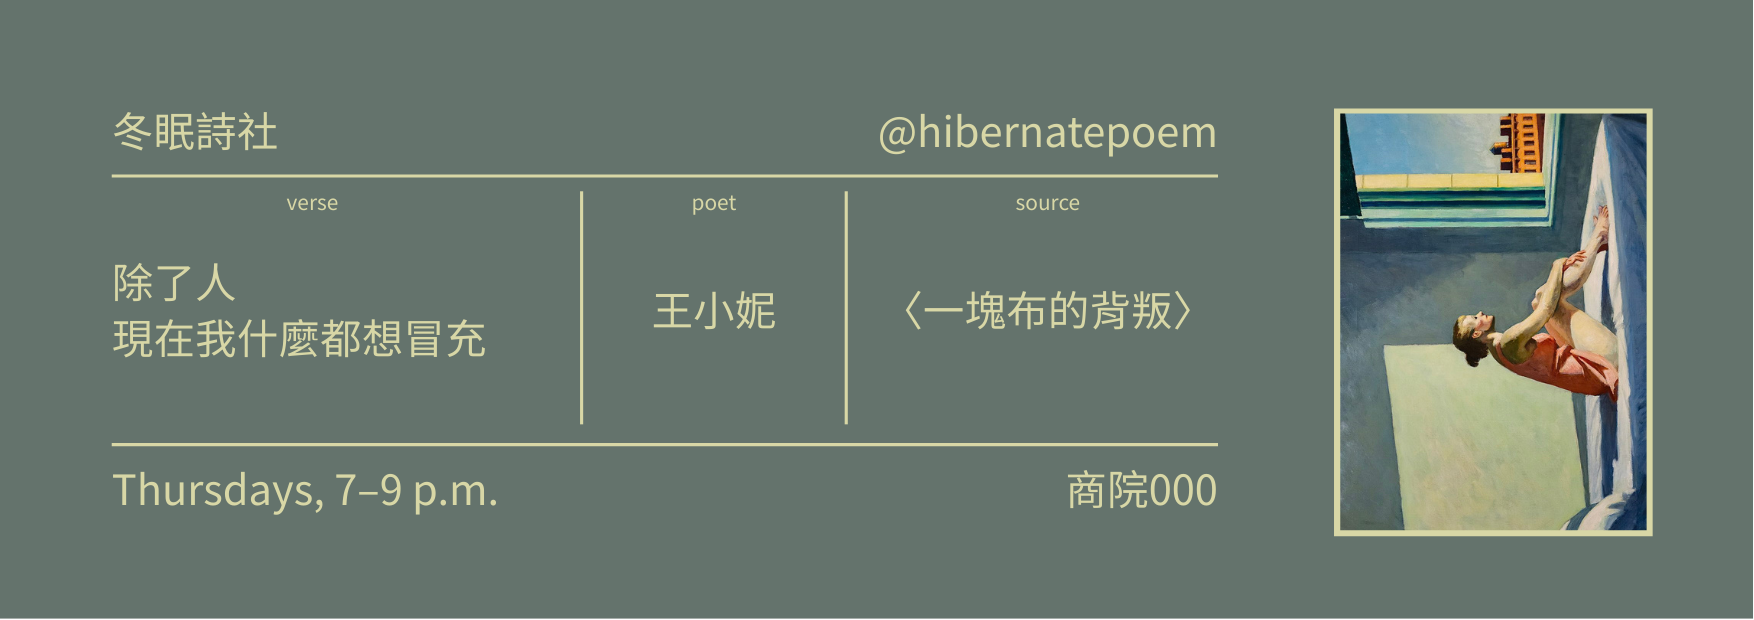 冬眠詩社
@hibernatepoem
verse
poet
source
除了人
現在我什麼都想冒充
王小妮
〈一塊布的背叛〉
Thursdays, 7–9 p.m.
商院000